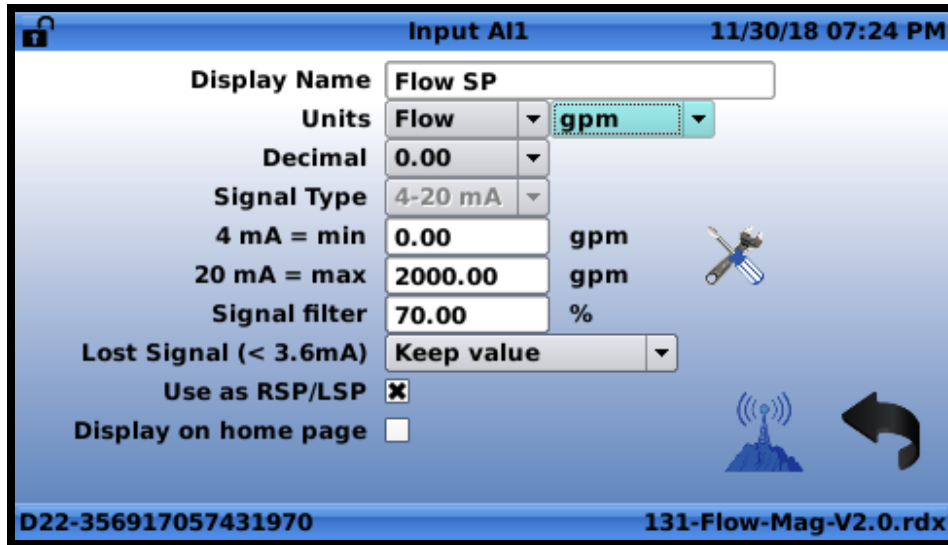 Input AI1 11/30/18 07:24 PM
Display Name Flow SP
Units Flow gpm
Decimal 0.00
Signal Type 4-20 mA
4 mA = min 0.00 gpm
20 mA = max 2000.00 gpm
Signal filter 70.00 %
Lost Signal (< 3.6mA) Keep value
Use as RSP/LSP
Display on home page
D22-356917057431970 131-Flow-Mag-V2.0.rdx